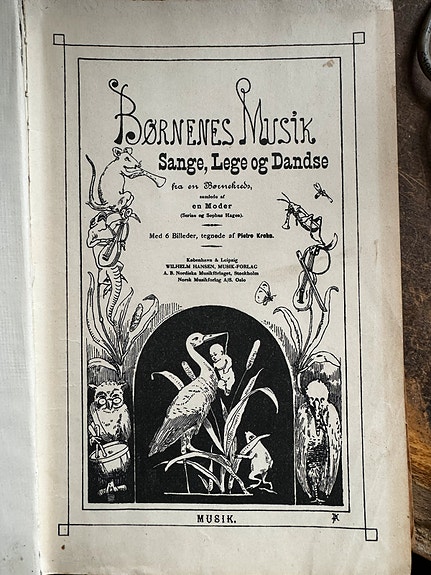 BØRNENES MUSIK
Sange, Lege og Dandse
fra en Børnekreds,
samlede af
en Moder
(Serine og Sophus Hagen).
Med 6 Billeder, tegnede af Pietro Krohn.
København & Leipzig
WILHELM HANSEN, MUSIK-FORLAG
A. B. Nordiska Musikförlaget, Stockholm
Norsk Musikforlag A/S. Oslo
MUSIK.